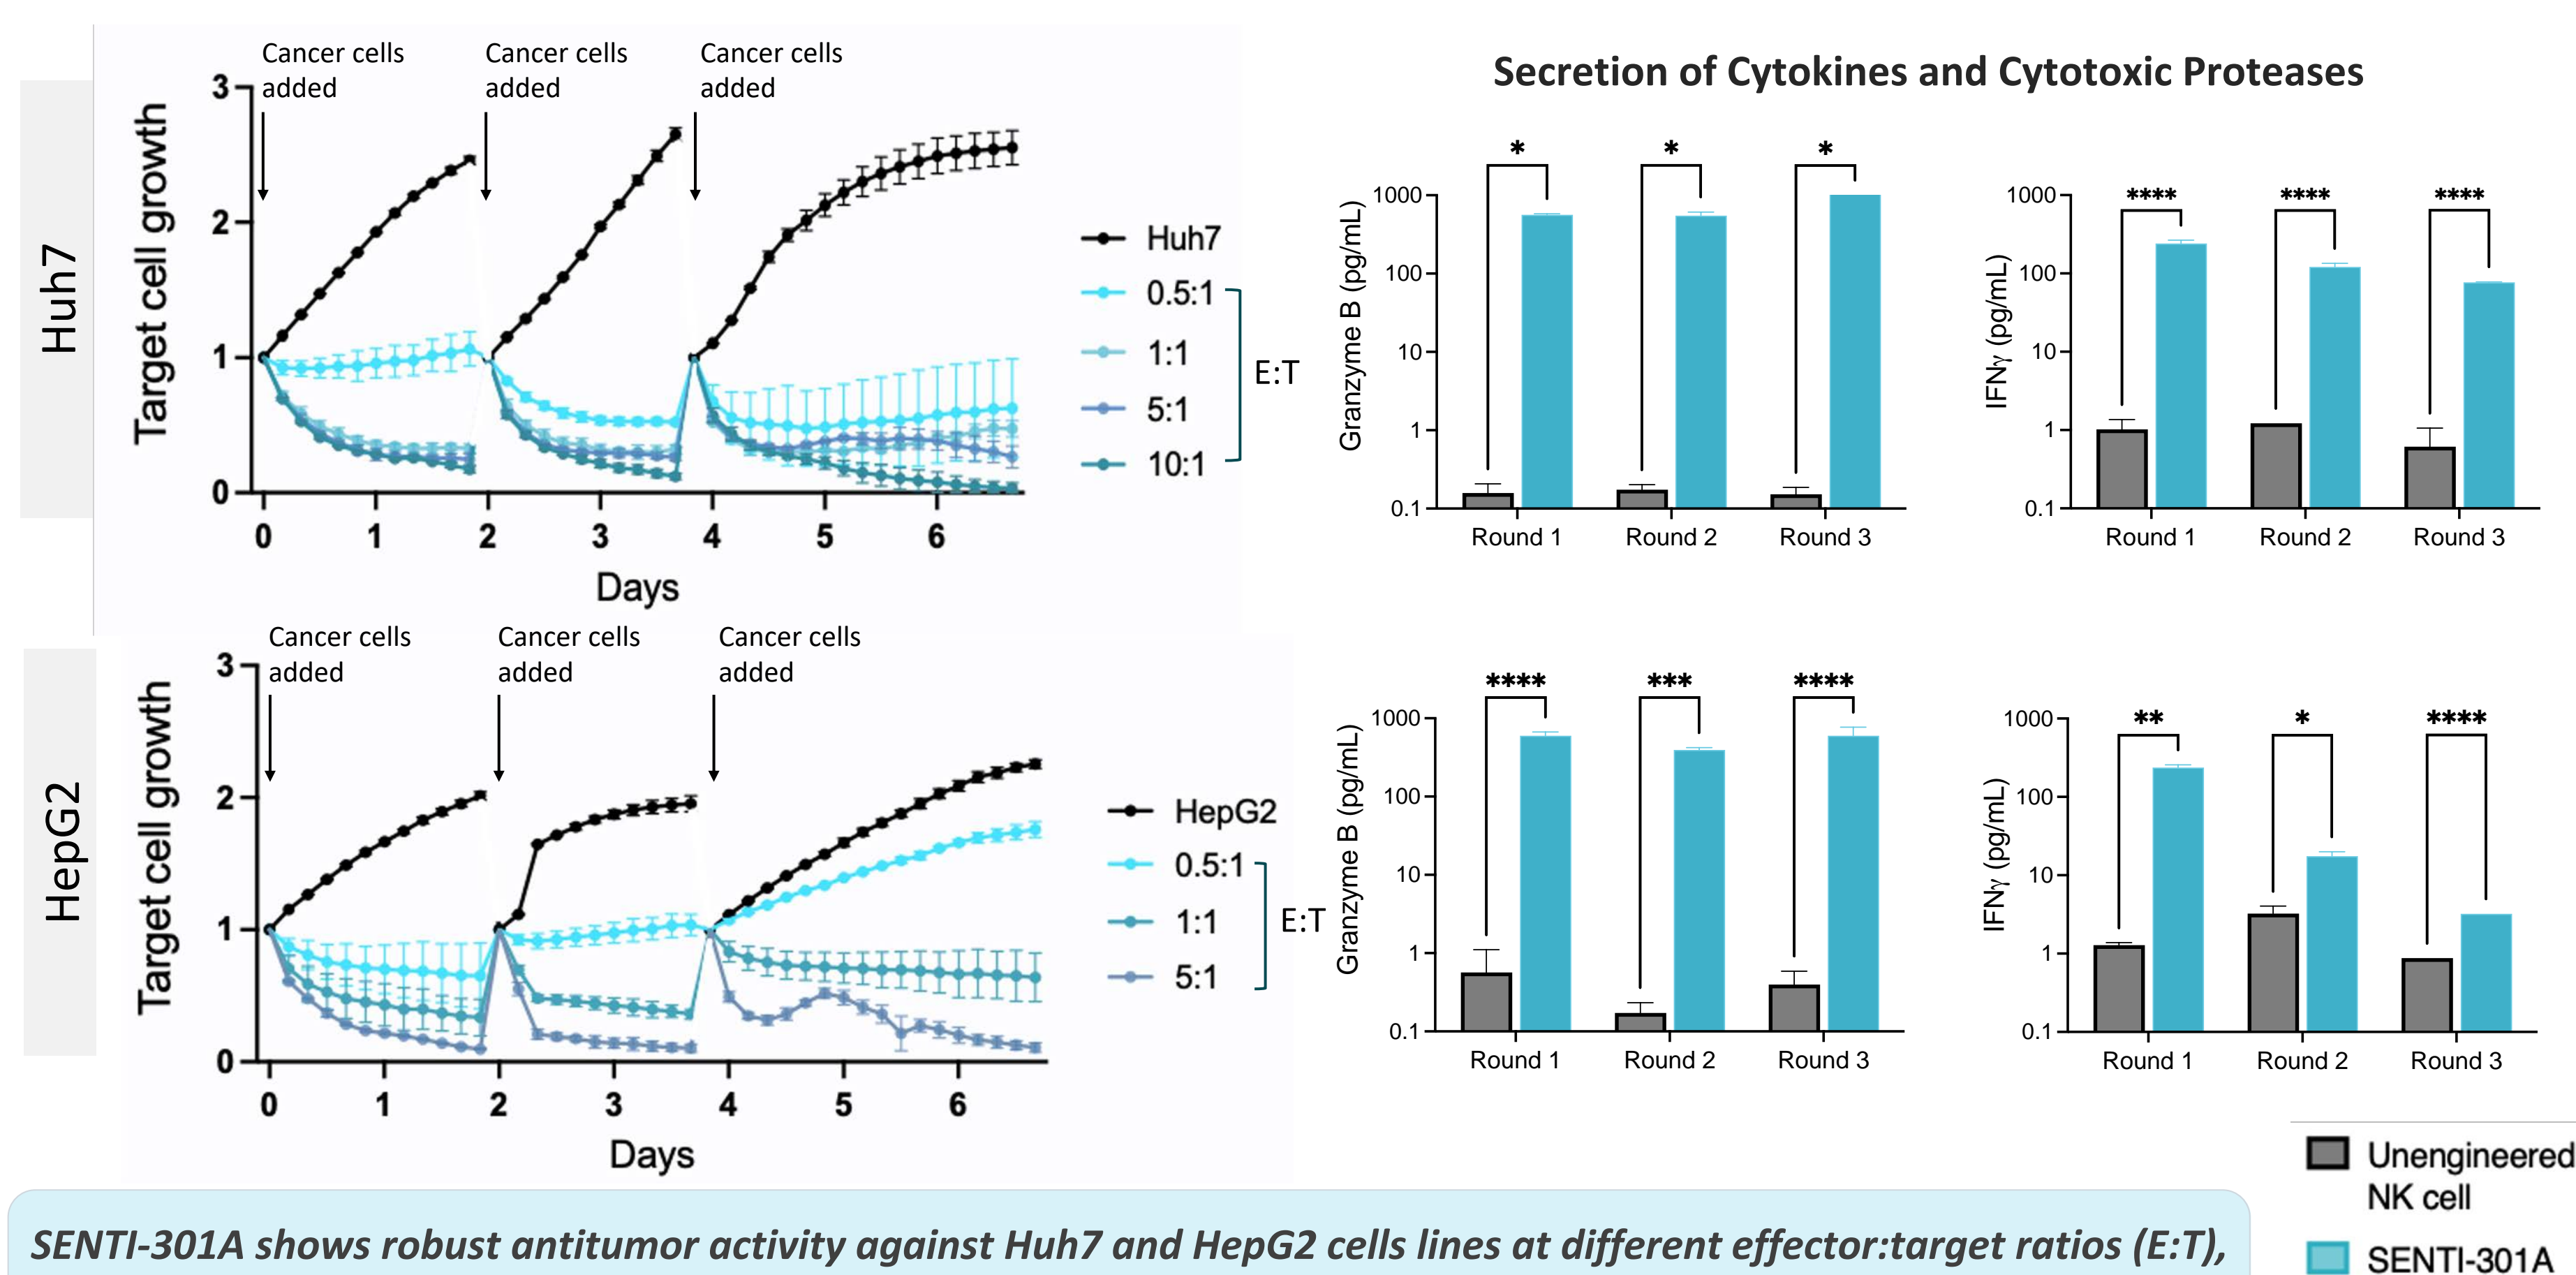 Huh7
Cancer cells
added
Cancer cells
added
Cancer cells
added
Target cell growth
3
2
1
0
0 1 2 3 4 5 6
Days
Huh7
0.5:1
1:1
5:1
10:1
E:T
Secretion of Cytokines and Cytotoxic Proteases
Granzyme B (pg/mL)
1000
100
10
1
0.1
* * *
Round 1 Round 2 Round 3
IFNγ (pg/mL)
1000
100
10
1
0.1
**** **** ****
Round 1 Round 2 Round 3
HepG2
Cancer cells
added
Cancer cells
added
Cancer cells
added
Target cell growth
3
2
1
0
0 1 2 3 4 5 6
Days
HepG2
0.5:1
1:1
5:1
E:T
Granzyme B (pg/mL)
1000
100
10
1
0.1
**** *** ****
Round 1 Round 2 Round 3
IFNγ (pg/mL)
1000
100
10
1
0.1
** * ****
Round 1 Round 2 Round 3
Unengineered
NK cell
SENTI-301A
SENTI-301A shows robust antitumor activity against Huh7 and HepG2 cells lines at different effector:target ratios (E:T),